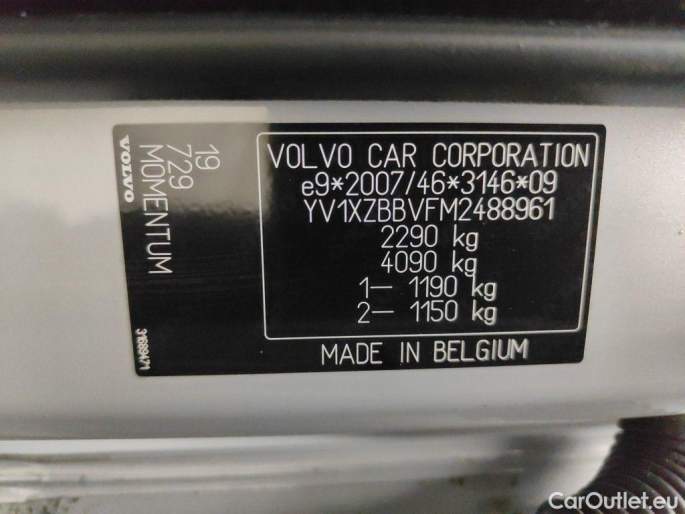 VOLVO
19
729
MOMENTUM
31689471
VOLVO CAR CORPORATION
e9*2007/46*3146*09
YV1XZBBVFM2488961
2290 kg
4090 kg
1– 1190 kg
2– 1150 kg
MADE IN BELGIUM
CarOutlet.eu